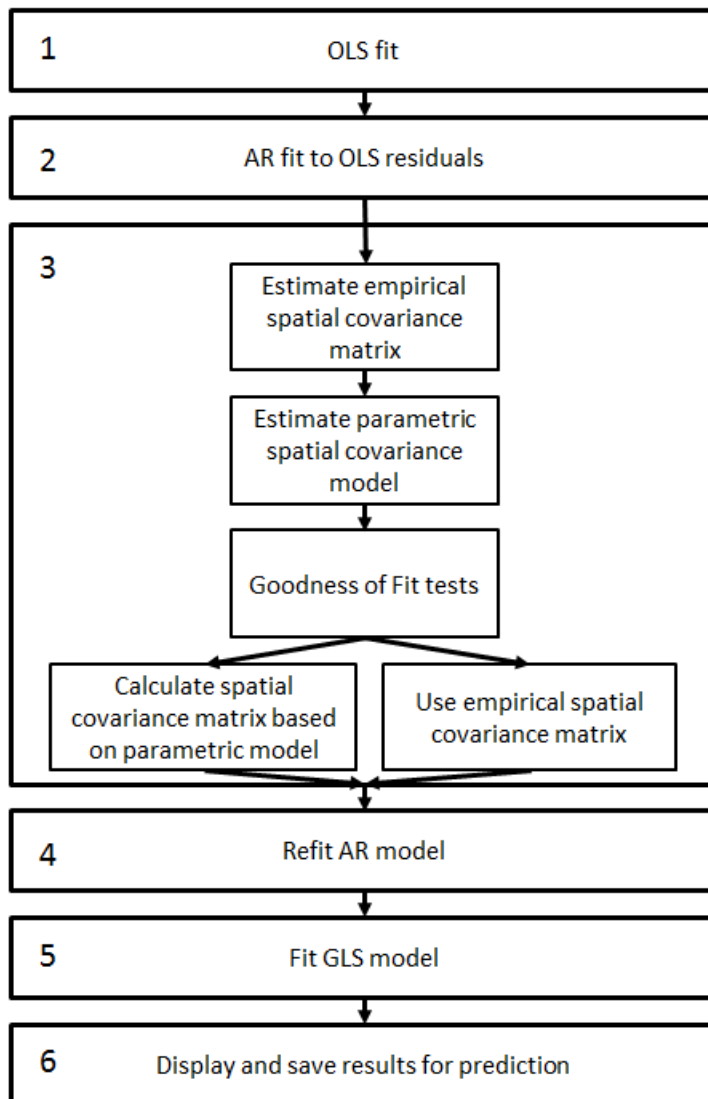 1
OLS fit
2
AR fit to OLS residuals
3
Estimate empirical
spatial covariance
matrix
Estimate parametric
spatial covariance
model
Goodness of Fit tests
Calculate spatial
covariance matrix based
on parametric model
Use empirical spatial
covariance matrix
4
Refit AR model
5
Fit GLS model
6
Display and save results for prediction